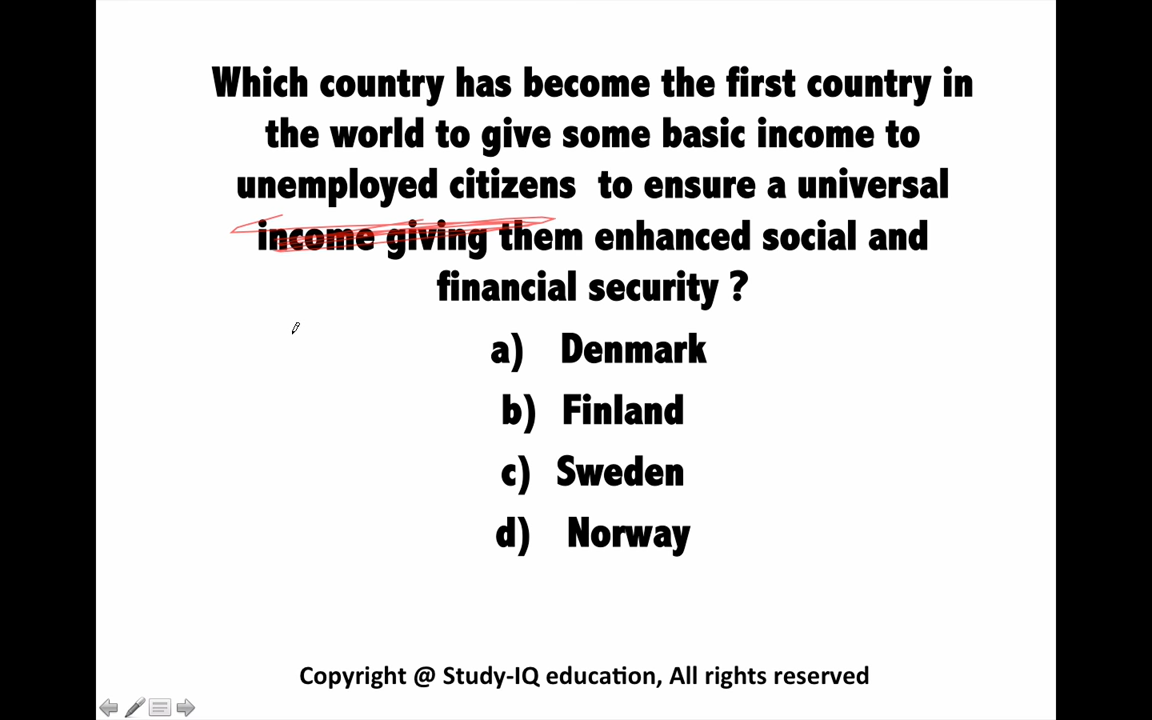 Which country has become the first country in
the world to give some basic income to
unemployed citizens  to ensure a universal
income giving them enhanced social and
financial security ?
a)    Denmark
b)   Finland
c)   Sweden
d)    Norway
Copyright @ Study-IQ education, All rights reserved